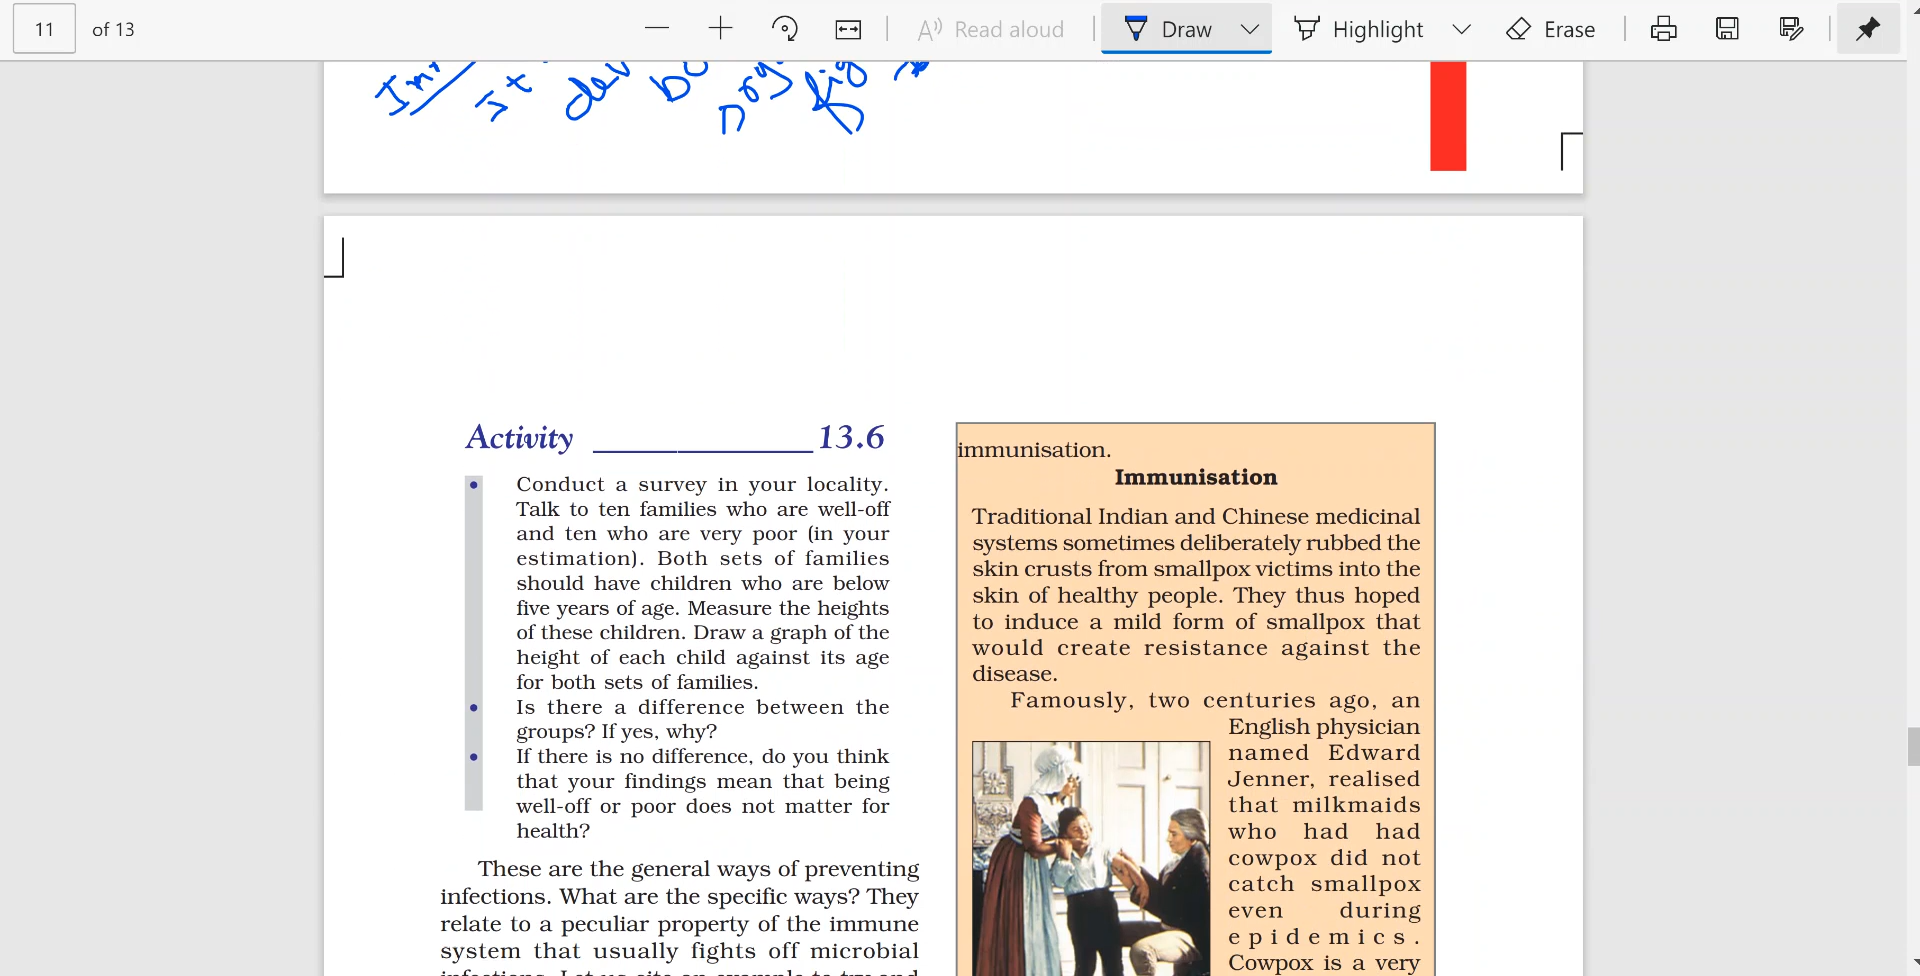 11
of 13
Read aloud
Draw
Highlight
Erase
Activity 13.6
Conduct a survey in your locality.
Talk to ten families who are well-off
and ten who are very poor (in your
estimation). Both sets of families
should have children who are below
five years of age. Measure the heights
of these children. Draw a graph of the
height of each child against its age
for both sets of families.
Is there a difference between the
groups? If yes, why?
If there is no difference, do you think
that your findings mean that being
well-off or poor does not matter for
health?
These are the general ways of preventing
infections. What are the specific ways? They
relate to a peculiar property of the immune
system that usually fights off microbial
immunisation.
Immunisation
Traditional Indian and Chinese medicinal
systems sometimes deliberately rubbed the
skin crusts from smallpox victims into the
skin of healthy people. They thus hoped
to induce a mild form of smallpox that
would create resistance against the
disease.
Famously, two centuries ago, an
English physician
named Edward
Jenner, realised
that milkmaids
who had had
cowpox did not
catch smallpox
even during
epidemics.
Cowpox is a very